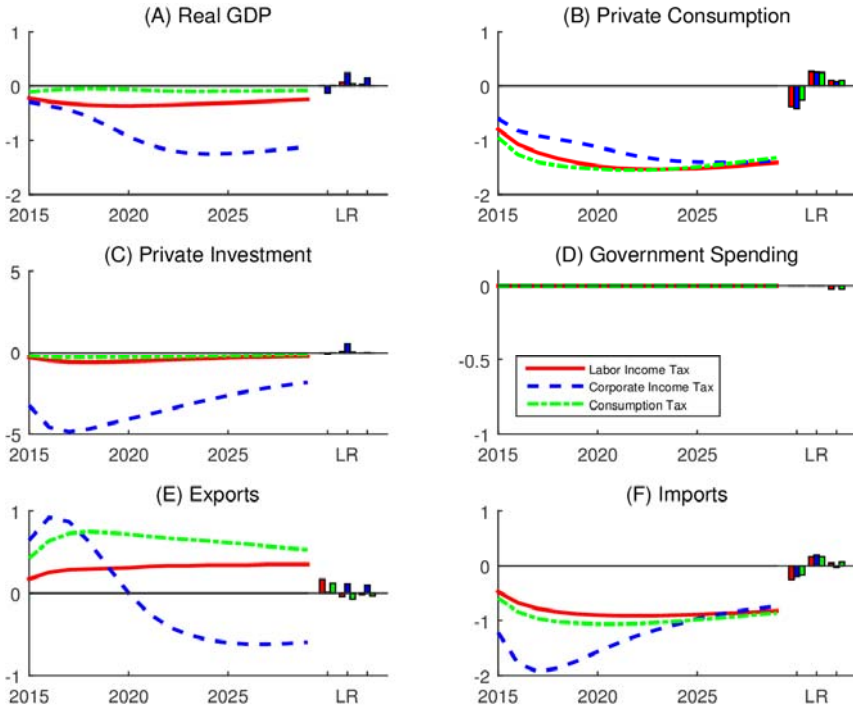 (A) Real GDP
1
0
-1
-2
2015 2020 2025 LR
(B) Private Consumption
1
0
-1
-2
2015 2020 2025 LR
(C) Private Investment
5
0
-5
2015 2020 2025 LR
(D) Government Spending
0
-0.5
-1
Labor Income Tax
Corporate Income Tax
Consumption Tax
2015 2020 2025 LR
(E) Exports
1
0
-1
2015 2020 2025 LR
(F) Imports
1
0
-1
-2
2015 2020 2025 LR